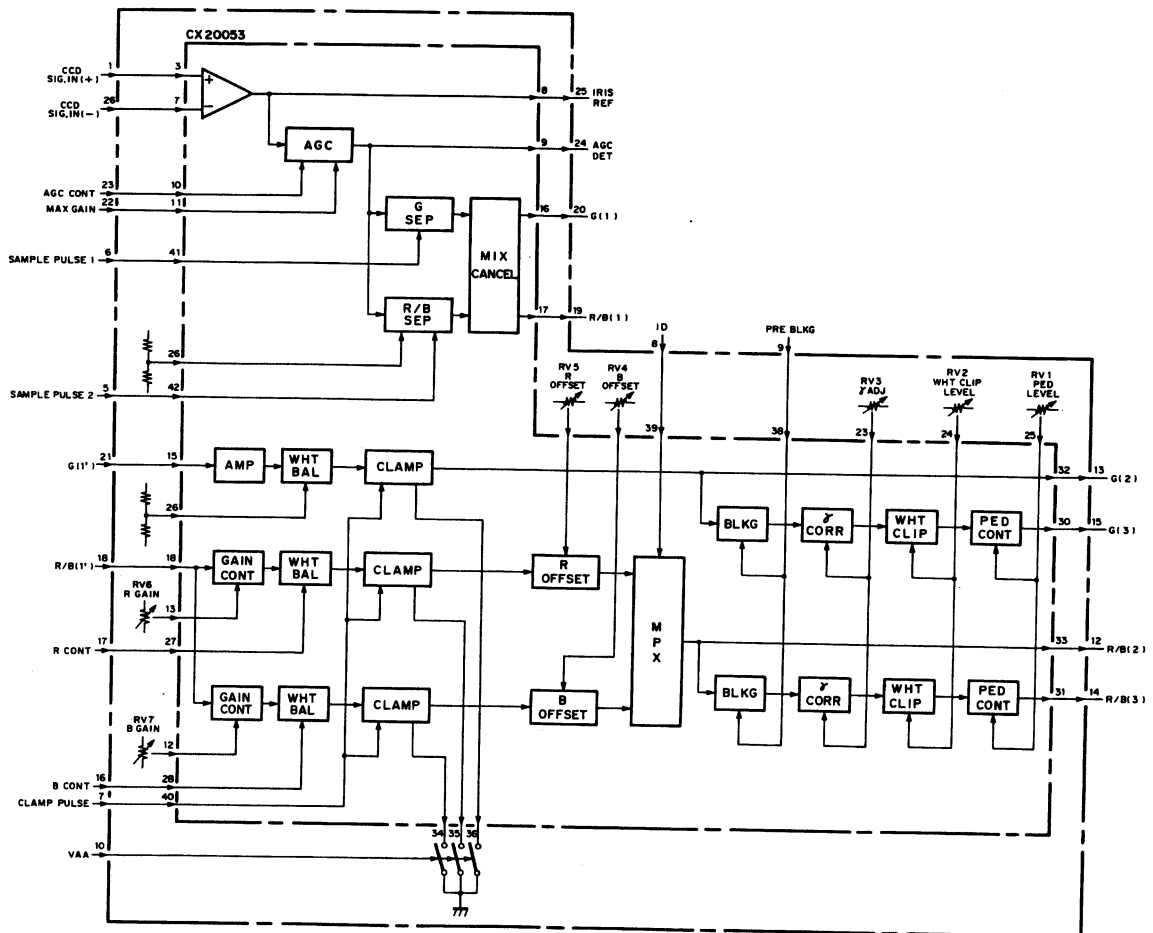 CX20053
CCD
SIG.IN(+)
1
3
CCD
SIG.IN(-)
26
7
+
-
8
25
IRIS
REF
AGC
9
24
AGC
DET
AGC CONT
23
10
MAX GAIN
22
11
G
SEP
MIX
CANCEL
16
20
G(1)
SAMPLE PULSE 1
6
41
R/B
SEP
17
19
R/B(1)
26
SAMPLE PULSE 2
5
42
ID
8
PRE BLKG
9
RV5
R
OFFSET
RV4
B
OFFSET
RV3
γ ADJ
RV2
WHT CLIP
LEVEL
RV1
PED
LEVEL
39
38
23
24
25
G(1')
21
15
AMP
WHT
BAL
CLAMP
32
13
G(2)
26
BLKG
γ
CORR
WHT
CLIP
PED
CONT
30
15
G(3)
R/B(1')
18
18
GAIN
CONT
WHT
BAL
CLAMP
R
OFFSET
M
P
X
RV6
R GAIN
13
R CONT
17
27
33
12
R/B(2)
GAIN
CONT
WHT
BAL
CLAMP
B
OFFSET
BLKG
γ
CORR
WHT
CLIP
PED
CONT
31
14
R/B(3)
RV7
B GAIN
12
B CONT
16
28
CLAMP PULSE
7
40
34
35
36
VAA
10